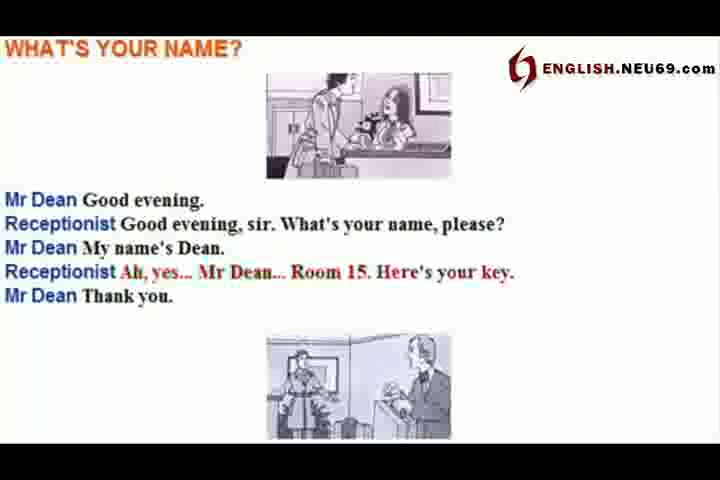 WHAT'S YOUR NAME?
ENGLISH.NEU69.com
Mr Dean Good evening.
Receptionist Good evening, sir. What's your name, please?
Mr Dean My name's Dean.
Receptionist Ah, yes... Mr Dean... Room 15. Here's your key.
Mr Dean Thank you.